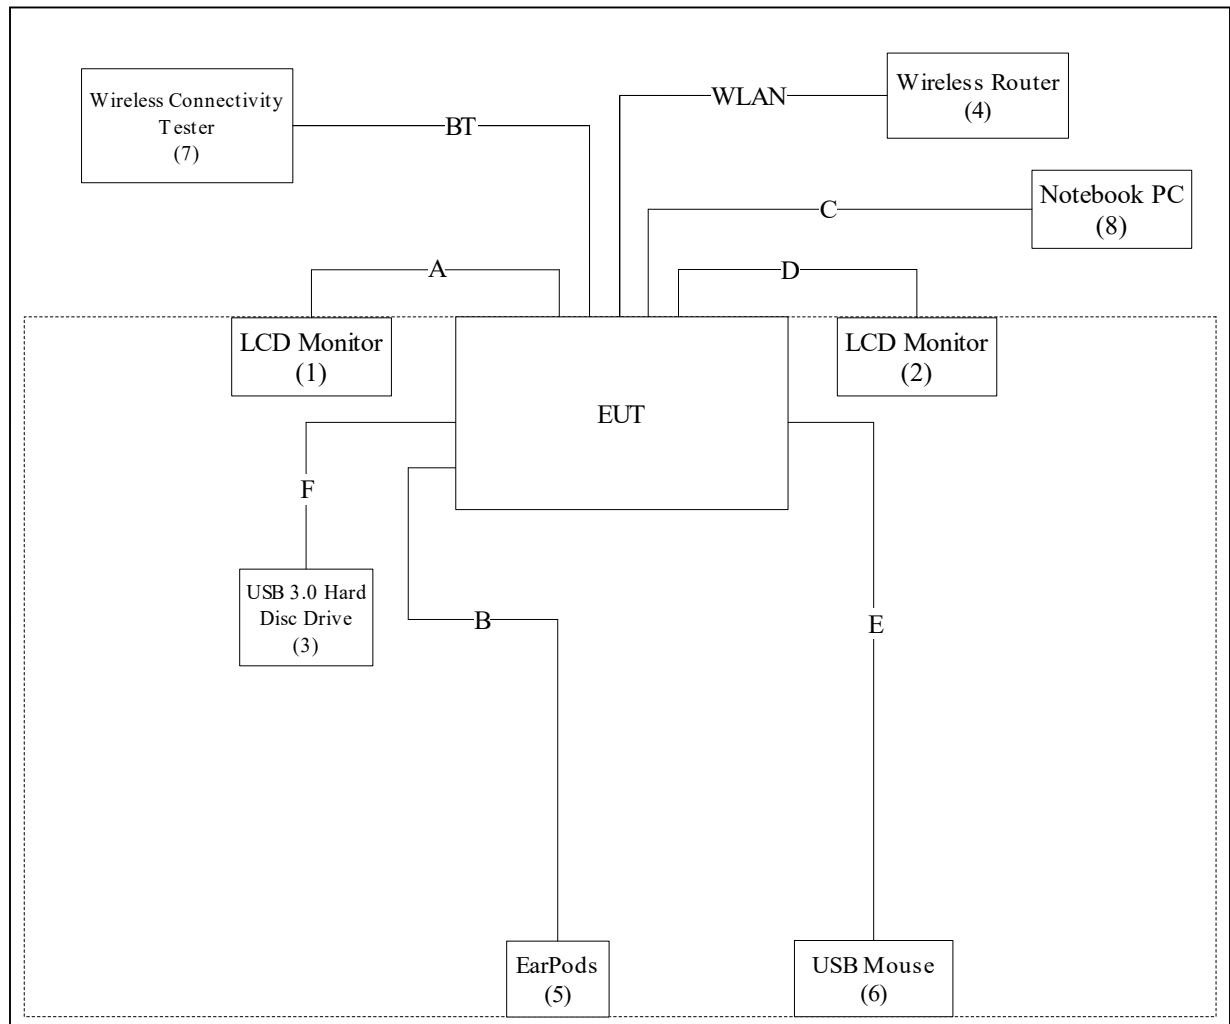 Wireless Connectivity
Tester
(7)
BT
WLAN
Wireless Router
(4)
C
Notebook PC
(8)
A
D
LCD Monitor
(1)
EUT
LCD Monitor
(2)
F
USB 3.0 Hard
Disc Drive
(3)
B
E
EarPods
(5)
USB Mouse
(6)